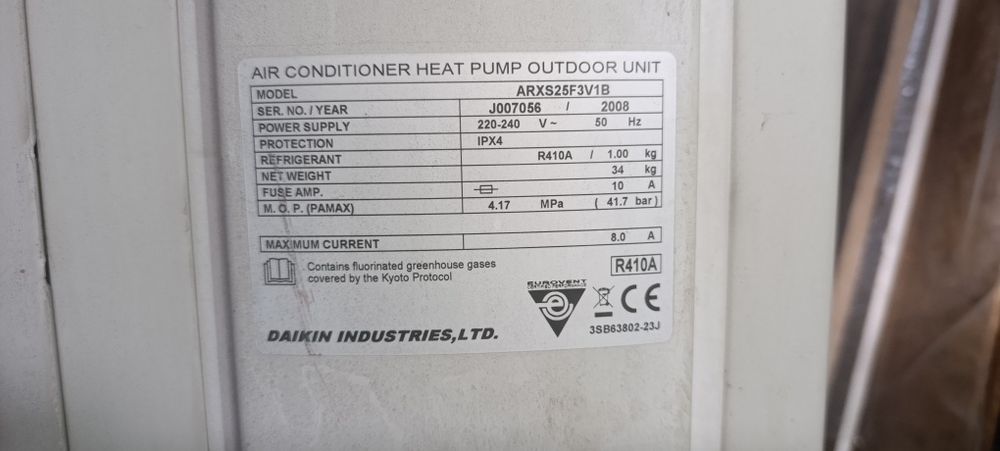 AIR CONDITIONER HEAT PUMP OUTDOOR UNIT
MODEL ARXS25F3V1B
SER. NO. / YEAR J007056 / 2008
POWER SUPPLY 220-240 V ~ 50 Hz
PROTECTION IPX4
REFRIGERANT R410A / 1.00 kg
NET WEIGHT 34 kg
FUSE AMP. 10 A
M. O. P. (PAMAX) 4.17 MPa ( 41.7 bar )
MAXIMUM CURRENT 8.0 A
Contains fluorinated greenhouse gases
covered by the Kyoto Protocol
R410A
EUROVENT
CE
3SB63802-23J
DAIKIN INDUSTRIES,LTD.